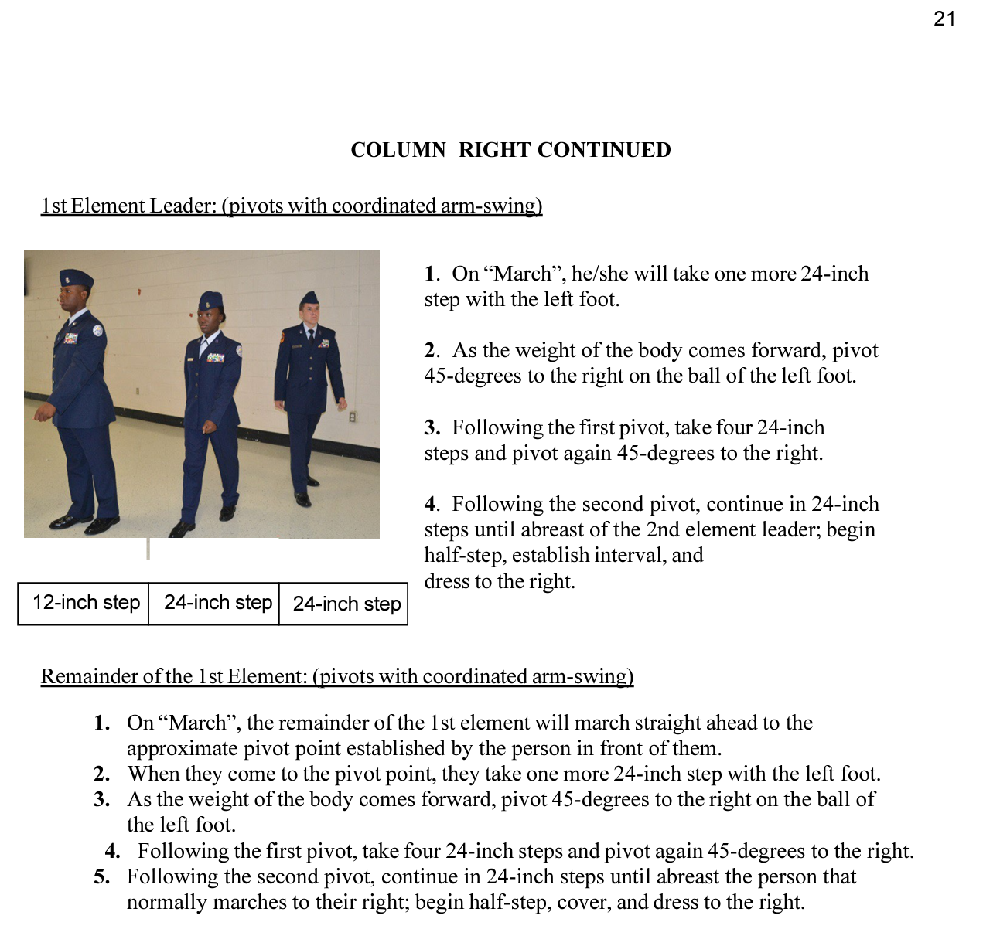 21
COLUMN RIGHT CONTINUED
1st Element Leader: (pivots with coordinated arm-swing)
1. On “March”, he/she will take one more 24-inch
step with the left foot.
2. As the weight of the body comes forward, pivot
45-degrees to the right on the ball of the left foot.
3. Following the first pivot, take four 24-inch
steps and pivot again 45-degrees to the right.
4. Following the second pivot, continue in 24-inch
steps until abreast of the 2nd element leader; begin
half-step, establish interval, and
dress to the right.
12-inch step 24-inch step 24-inch step
Remainder of the 1st Element: (pivots with coordinated arm-swing)
1. On “March”, the remainder of the 1st element will march straight ahead to the
approximate pivot point established by the person in front of them.
2. When they come to the pivot point, they take one more 24-inch step with the left foot.
3. As the weight of the body comes forward, pivot 45-degrees to the right on the ball of
the left foot.
4. Following the first pivot, take four 24-inch steps and pivot again 45-degrees to the right.
5. Following the second pivot, continue in 24-inch steps until abreast the person that
normally marches to their right; begin half-step, cover, and dress to the right.